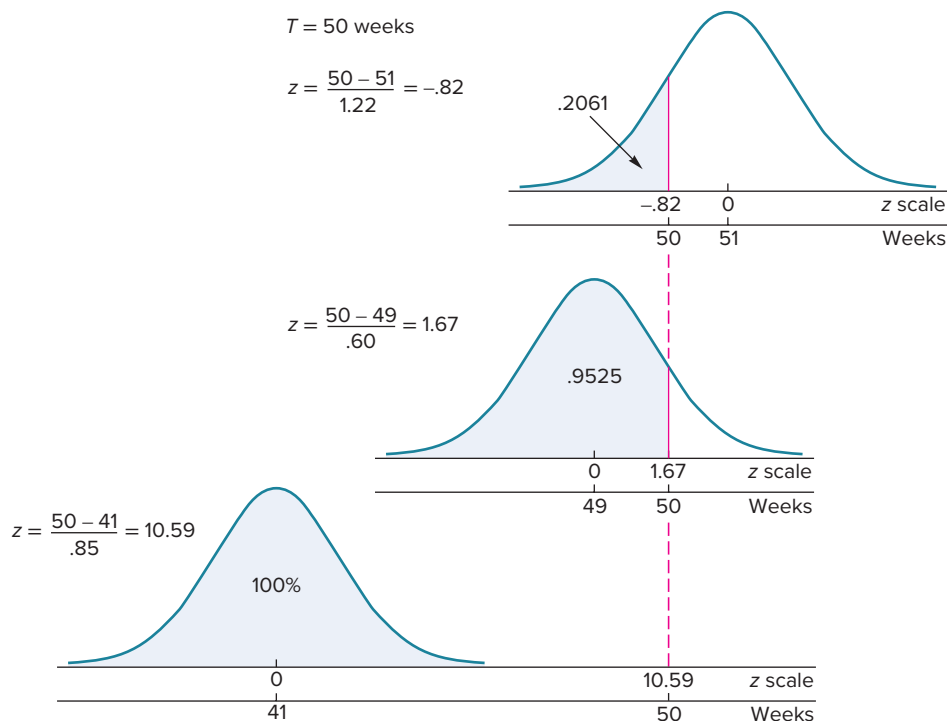 T = 50 weeks
z = 50 – 51 / 1.22 = –.82
.2061
–.82 0 z scale
50 51 Weeks
z = 50 – 49 / .60 = 1.67
.9525
0 1.67 z scale
49 50 Weeks
z = 50 – 41 / .85 = 10.59
100%
0 10.59 z scale
41 50 Weeks